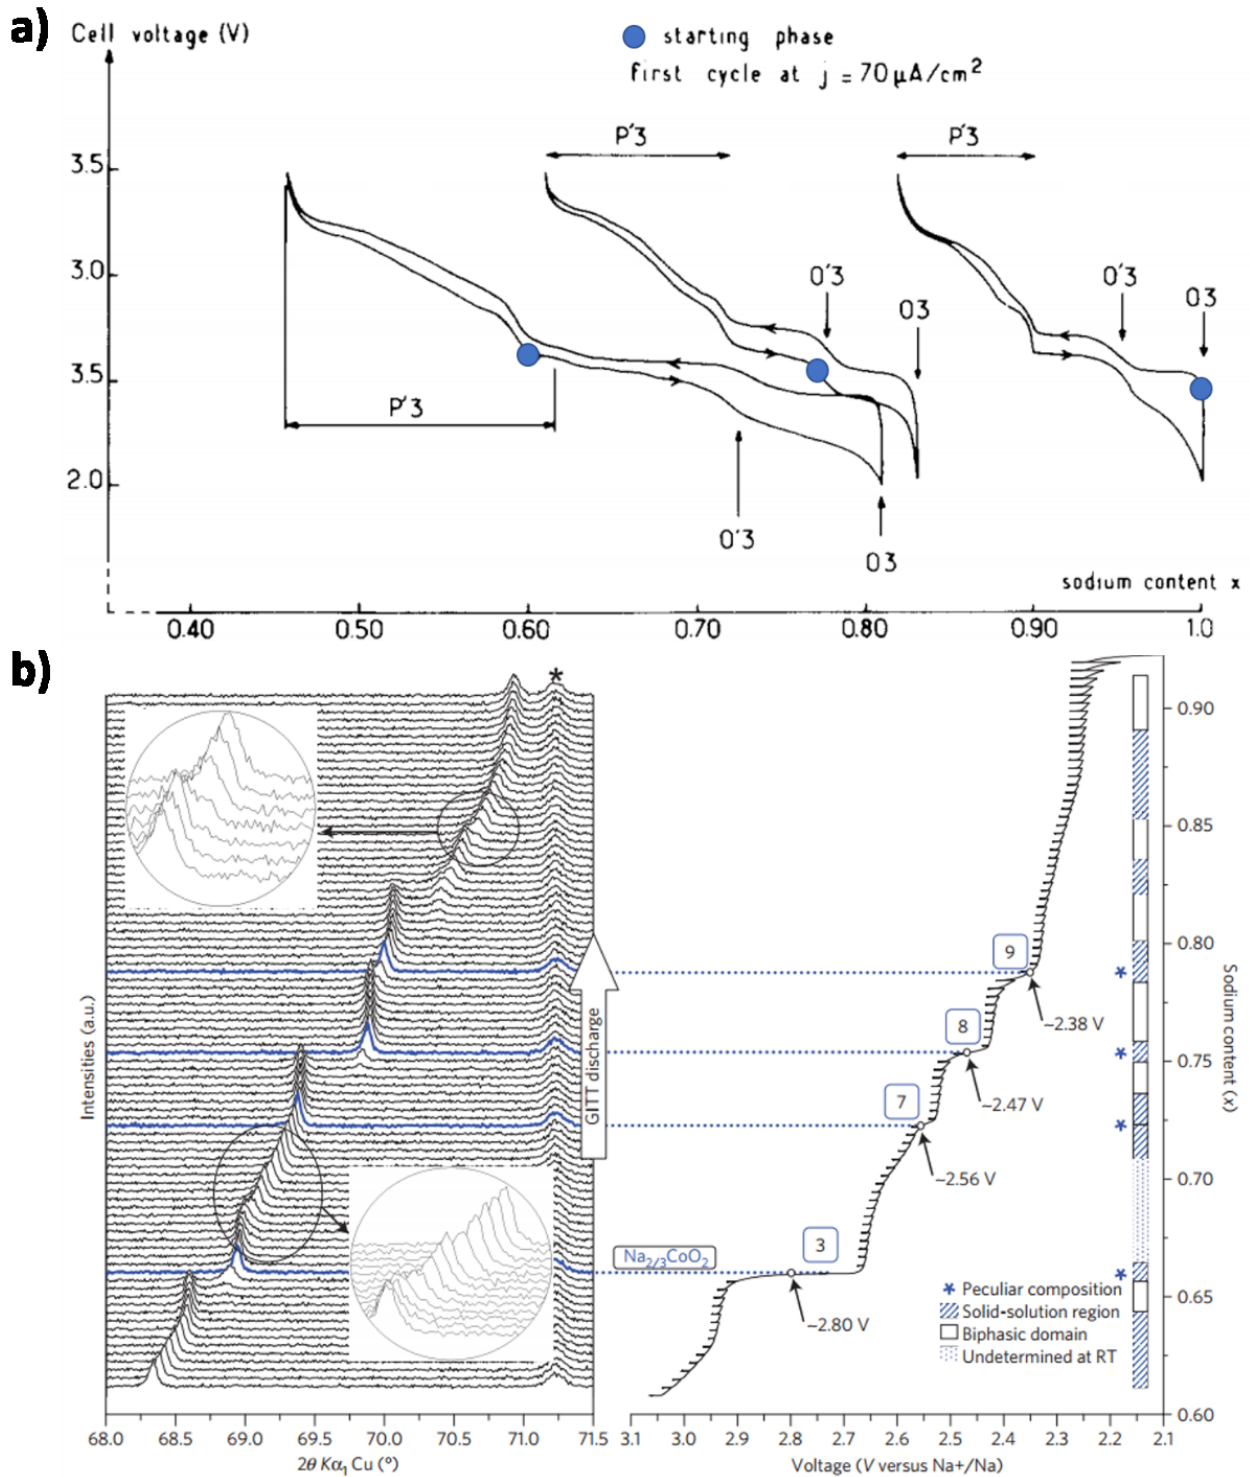 a)
Cell voltage (V)
starting phase
first cycle at j = 70 µA/cm²
P'3
P'3
3.5
3.0
3.5
2.0
O'3
O3
O'3
O3
P'3
O'3
O3
sodium content x
0.40 0.50 0.60 0.70 0.80 0.90 1.0
b)
*
Intensities (a.u.)
GITT discharge
68.0 68.5 69.0 69.5 70.0 70.5 71.0 71.5
2θ Kα₁ Cu (°)
9
~2.38 V
8
~2.47 V
7
~2.56 V
Na2/3CoO2
3
~2.80 V
*
*
*
*
* Peculiar composition
Solid-solution region
Biphasic domain
Undetermined at RT
0.90
0.85
0.80
0.75
0.70
0.65
0.60
Sodium content (x)
3.1 3.0 2.9 2.8 2.7 2.6 2.5 2.4 2.3 2.2 2.1
Voltage (V versus Na+/Na)